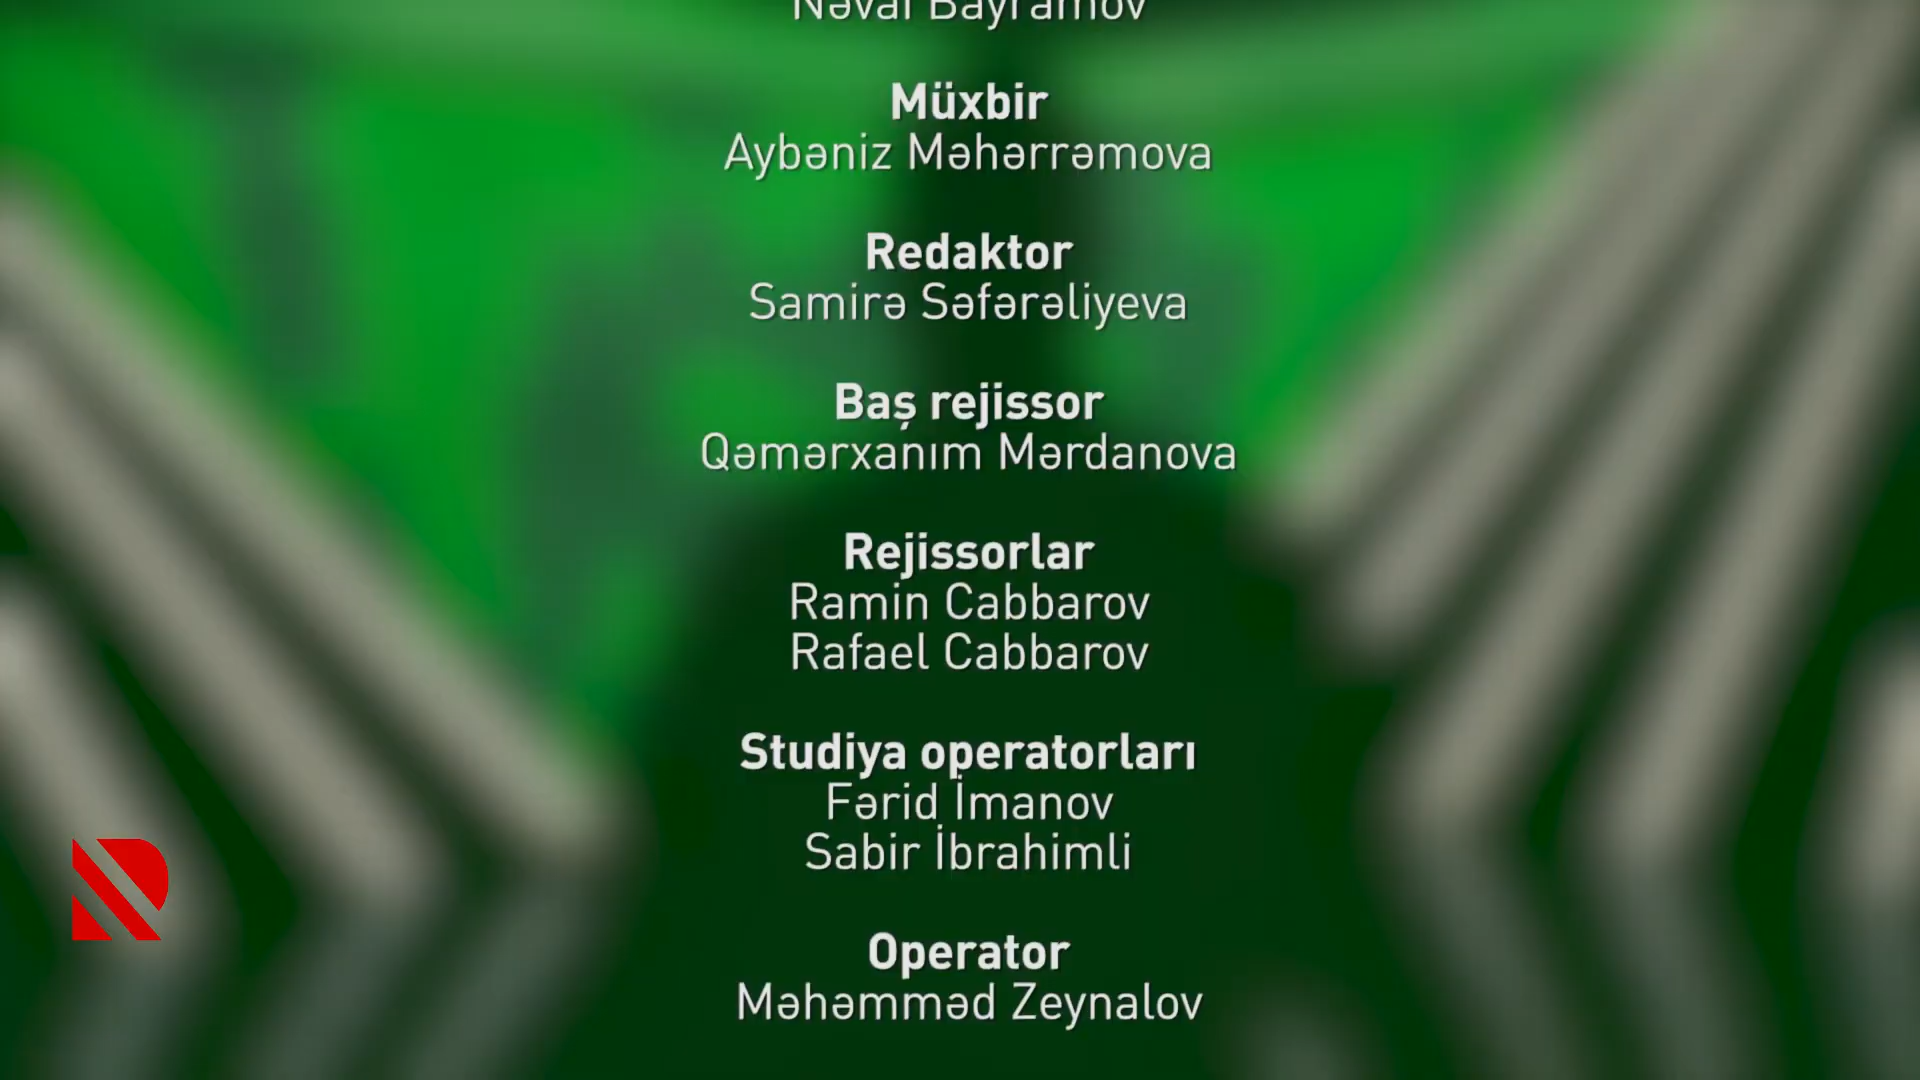 Bayramov
Müxbir
Aybəniz Məhərrəmova
Redaktor
Samirə Səfərəliyeva
Baş rejissor
Qəmərxanım Mərdanova
Rejissorlar
Ramin Cabbarov
Rafael Cabbarov
Studiya operatorları
Fərid İmanov
Sabir İbrahimli
Operator
Məhəmməd Zeynalov